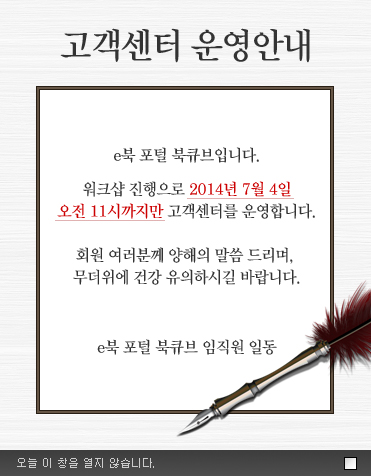 고객센터 운영안내
e북 포털 북큐브입니다.
워크샵 진행으로 2014년 7월 4일
오전 11시까지만 고객센터를 운영합니다.
회원 여러분께 양해의 말씀 드리며,
무더위에 건강 유의하시길 바랍니다.
e북 포털 북큐브 임직원 일동
오늘 이 창을 열지 않습니다.